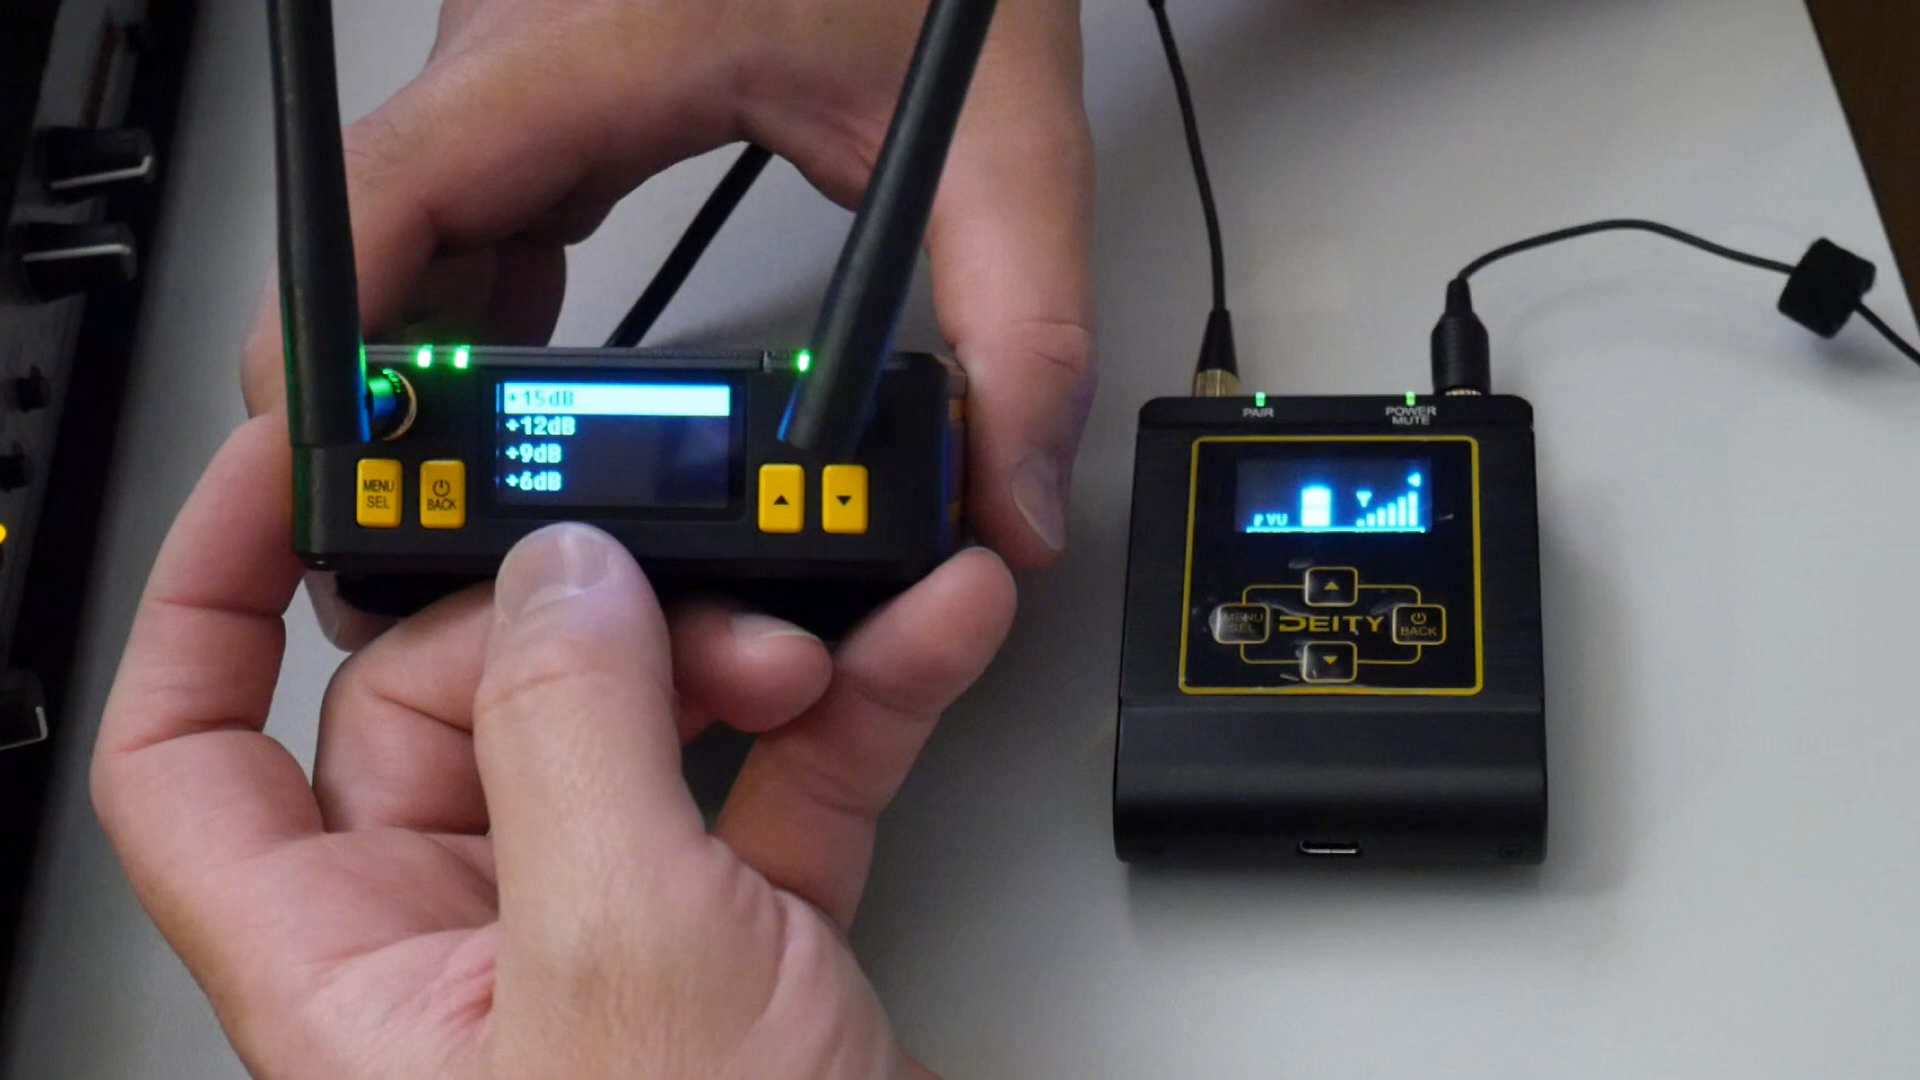 +15dB
+12dB
+9dB
+6dB
MENU
SEL
BACK
PAIR
POWER
MUTE
VU
MENU
SEL
DEITY
BACK